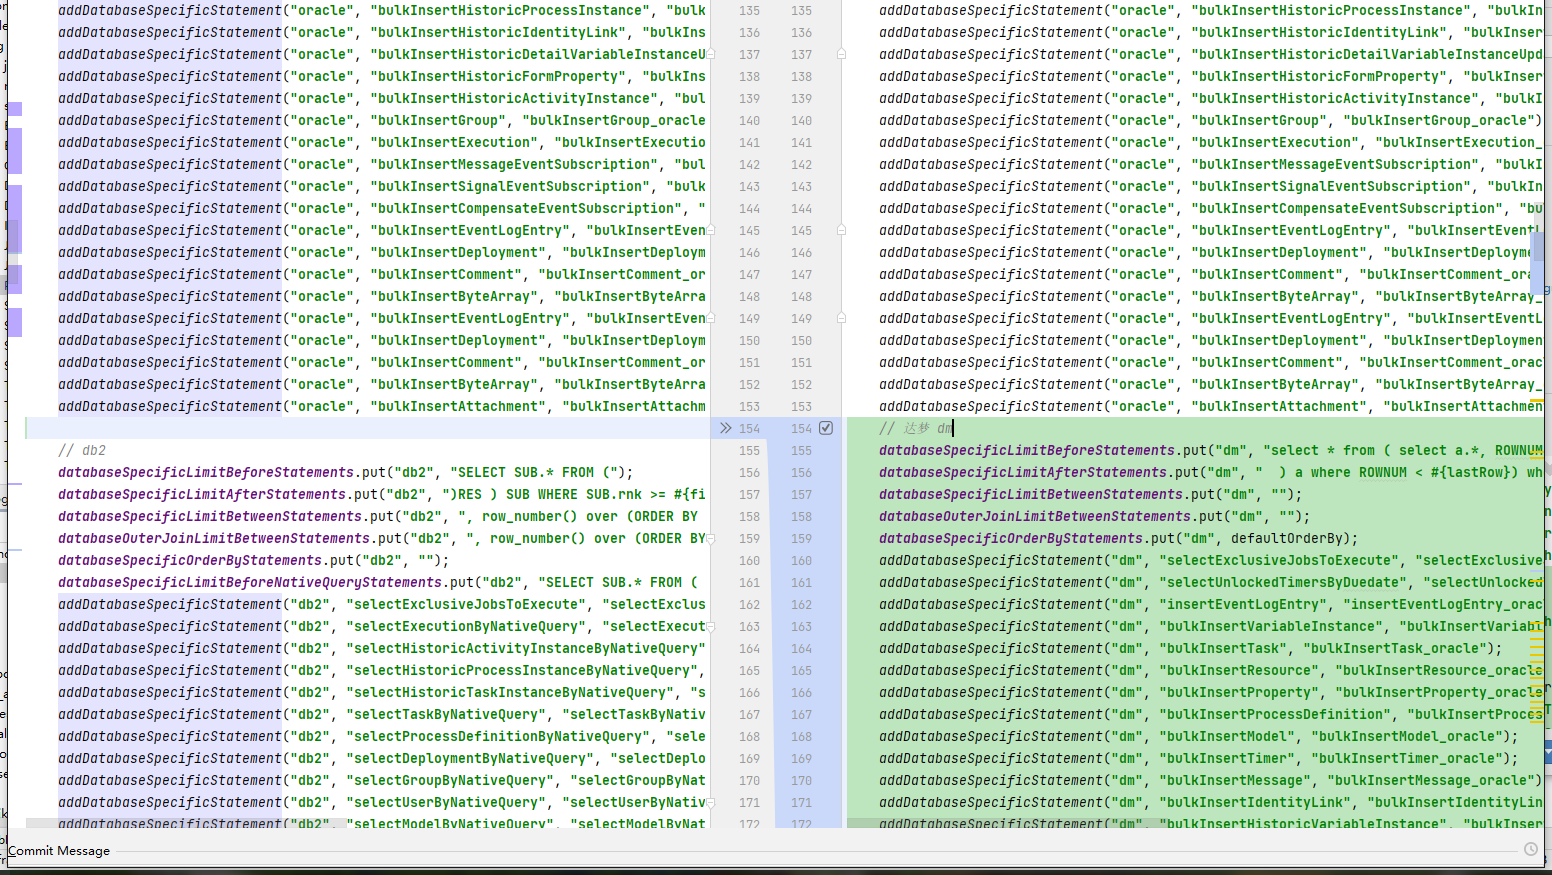 addDatabaseSpecificStatement("oracle", "bulkInsertHistoricProcessInstance", "bulk
addDatabaseSpecificStatement("oracle", "bulkInsertHistoricIdentityLink", "bulkIns
addDatabaseSpecificStatement("oracle", "bulkInsertHistoricDetailVariableInstanceU
addDatabaseSpecificStatement("oracle", "bulkInsertHistoricFormProperty", "bulkIns
addDatabaseSpecificStatement("oracle", "bulkInsertHistoricActivityInstance", "bul
addDatabaseSpecificStatement("oracle", "bulkInsertGroup", "bulkInsertGroup_oracle
addDatabaseSpecificStatement("oracle", "bulkInsertExecution", "bulkInsertExecutio
addDatabaseSpecificStatement("oracle", "bulkInsertMessageEventSubscription", "bul
addDatabaseSpecificStatement("oracle", "bulkInsertSignalEventSubscription", "bulk
addDatabaseSpecificStatement("oracle", "bulkInsertCompensateEventSubscription", "
addDatabaseSpecificStatement("oracle", "bulkInsertEventLogEntry", "bulkInsertEven
addDatabaseSpecificStatement("oracle", "bulkInsertDeployment", "bulkInsertDeploym
addDatabaseSpecificStatement("oracle", "bulkInsertComment", "bulkInsertComment_or
addDatabaseSpecificStatement("oracle", "bulkInsertByteArray", "bulkInsertByteArra
addDatabaseSpecificStatement("oracle", "bulkInsertEventLogEntry", "bulkInsertEven
addDatabaseSpecificStatement("oracle", "bulkInsertDeployment", "bulkInsertDeploym
addDatabaseSpecificStatement("oracle", "bulkInsertComment", "bulkInsertComment_or
addDatabaseSpecificStatement("oracle", "bulkInsertByteArray", "bulkInsertByteArra
addDatabaseSpecificStatement("oracle", "bulkInsertAttachment", "bulkInsertAttachm
// db2
databaseSpecificLimitBeforeStatements.put("db2", "SELECT SUB.* FROM (");
databaseSpecificLimitAfterStatements.put("db2", ")RES ) SUB WHERE SUB.rnk >= #{fi
databaseSpecificLimitBetweenStatements.put("db2", ", row_number() over (ORDER BY
databaseOuterJoinLimitBetweenStatements.put("db2", ", row_number() over (ORDER BY
databaseSpecificOrderByStatements.put("db2", "");
databaseSpecificLimitBeforeNativeQueryStatements.put("db2", "SELECT SUB.* FROM (
addDatabaseSpecificStatement("db2", "selectExclusiveJobsToExecute", "selectExclus
addDatabaseSpecificStatement("db2", "selectExecutionByNativeQuery", "selectExecut
addDatabaseSpecificStatement("db2", "selectHistoricActivityInstanceByNativeQuery"
addDatabaseSpecificStatement("db2", "selectHistoricProcessInstanceByNativeQuery",
addDatabaseSpecificStatement("db2", "selectHistoricTaskInstanceByNativeQuery", "s
addDatabaseSpecificStatement("db2", "selectTaskByNativeQuery", "selectTaskByNativ
addDatabaseSpecificStatement("db2", "selectProcessDefinitionByNativeQuery", "sele
addDatabaseSpecificStatement("db2", "selectDeploymentByNativeQuery", "selectDeplo
addDatabaseSpecificStatement("db2", "selectGroupByNativeQuery", "selectGroupByNat
addDatabaseSpecificStatement("db2", "selectUserByNativeQuery", "selectUserByNativ
addDatabaseSpecificStatement("db2", "selectModelByNativeQuery", "selectModelByNat
135 135
136 136
137 137
138 138
139 139
140 140
141 141
142 142
143 143
144 144
145 145
146 146
147 147
148 148
149 149
150 150
151 151
152 152
153 153
154 154
155 155
156 156
157 157
158 158
159 159
160 160
161 161
162 162
163 163
164 164
165 165
166 166
167 167
168 168
169 169
170 170
171 171
172 172
addDatabaseSpecificStatement("oracle", "bulkInsertHistoricProcessInstance", "bulkIn
addDatabaseSpecificStatement("oracle", "bulkInsertHistoricIdentityLink", "bulkInser
addDatabaseSpecificStatement("oracle", "bulkInsertHistoricDetailVariableInstanceUpd
addDatabaseSpecificStatement("oracle", "bulkInsertHistoricFormProperty", "bulkInser
addDatabaseSpecificStatement("oracle", "bulkInsertHistoricActivityInstance", "bulkI
addDatabaseSpecificStatement("oracle", "bulkInsertGroup", "bulkInsertGroup_oracle")
addDatabaseSpecificStatement("oracle", "bulkInsertExecution", "bulkInsertExecution_
addDatabaseSpecificStatement("oracle", "bulkInsertMessageEventSubscription", "bulkI
addDatabaseSpecificStatement("oracle", "bulkInsertSignalEventSubscription", "bulkIn
addDatabaseSpecificStatement("oracle", "bulkInsertCompensateEventSubscription", "bu
addDatabaseSpecificStatement("oracle", "bulkInsertEventLogEntry", "bulkInsertEventL
addDatabaseSpecificStatement("oracle", "bulkInsertDeployment", "bulkInsertDeployme
addDatabaseSpecificStatement("oracle", "bulkInsertComment", "bulkInsertComment_ora
addDatabaseSpecificStatement("oracle", "bulkInsertByteArray", "bulkInsertByteArray_
addDatabaseSpecificStatement("oracle", "bulkInsertEventLogEntry", "bulkInsertEventL
addDatabaseSpecificStatement("oracle", "bulkInsertDeployment", "bulkInsertDeploymen
addDatabaseSpecificStatement("oracle", "bulkInsertComment", "bulkInsertComment_orac
addDatabaseSpecificStatement("oracle", "bulkInsertByteArray", "bulkInsertByteArray_
addDatabaseSpecificStatement("oracle", "bulkInsertAttachment", "bulkInsertAttachmen
// 达梦 dm
databaseSpecificLimitBeforeStatements.put("dm", "select * from ( select a.*, ROWNUM
databaseSpecificLimitAfterStatements.put("dm", "  ) a where ROWNUM < #{lastRow}) wh
databaseSpecificLimitBetweenStatements.put("dm", "");
databaseOuterJoinLimitBetweenStatements.put("dm", "");
databaseSpecificOrderByStatements.put("dm", defaultOrderBy);
addDatabaseSpecificStatement("dm", "selectExclusiveJobsToExecute", "selectExclusive
addDatabaseSpecificStatement("dm", "selectUnlockedTimersByDuedate", "selectUnlocked
addDatabaseSpecificStatement("dm", "insertEventLogEntry", "insertEventLogEntry_orac
addDatabaseSpecificStatement("dm", "bulkInsertVariableInstance", "bulkInsertVariabl
addDatabaseSpecificStatement("dm", "bulkInsertTask", "bulkInsertTask_oracle");
addDatabaseSpecificStatement("dm", "bulkInsertResource", "bulkInsertResource_oracle
addDatabaseSpecificStatement("dm", "bulkInsertProperty", "bulkInsertProperty_oracle
addDatabaseSpecificStatement("dm", "bulkInsertProcessDefinition", "bulkInsertProces
addDatabaseSpecificStatement("dm", "bulkInsertModel", "bulkInsertModel_oracle");
addDatabaseSpecificStatement("dm", "bulkInsertTimer", "bulkInsertTimer_oracle");
addDatabaseSpecificStatement("dm", "bulkInsertMessage", "bulkInsertMessage_oracle")
addDatabaseSpecificStatement("dm", "bulkInsertIdentityLink", "bulkInsertIdentityLin
addDatabaseSpecificStatement("dm", "bulkInsertHistoricVariableInstance", "bulkInser
Commit Message